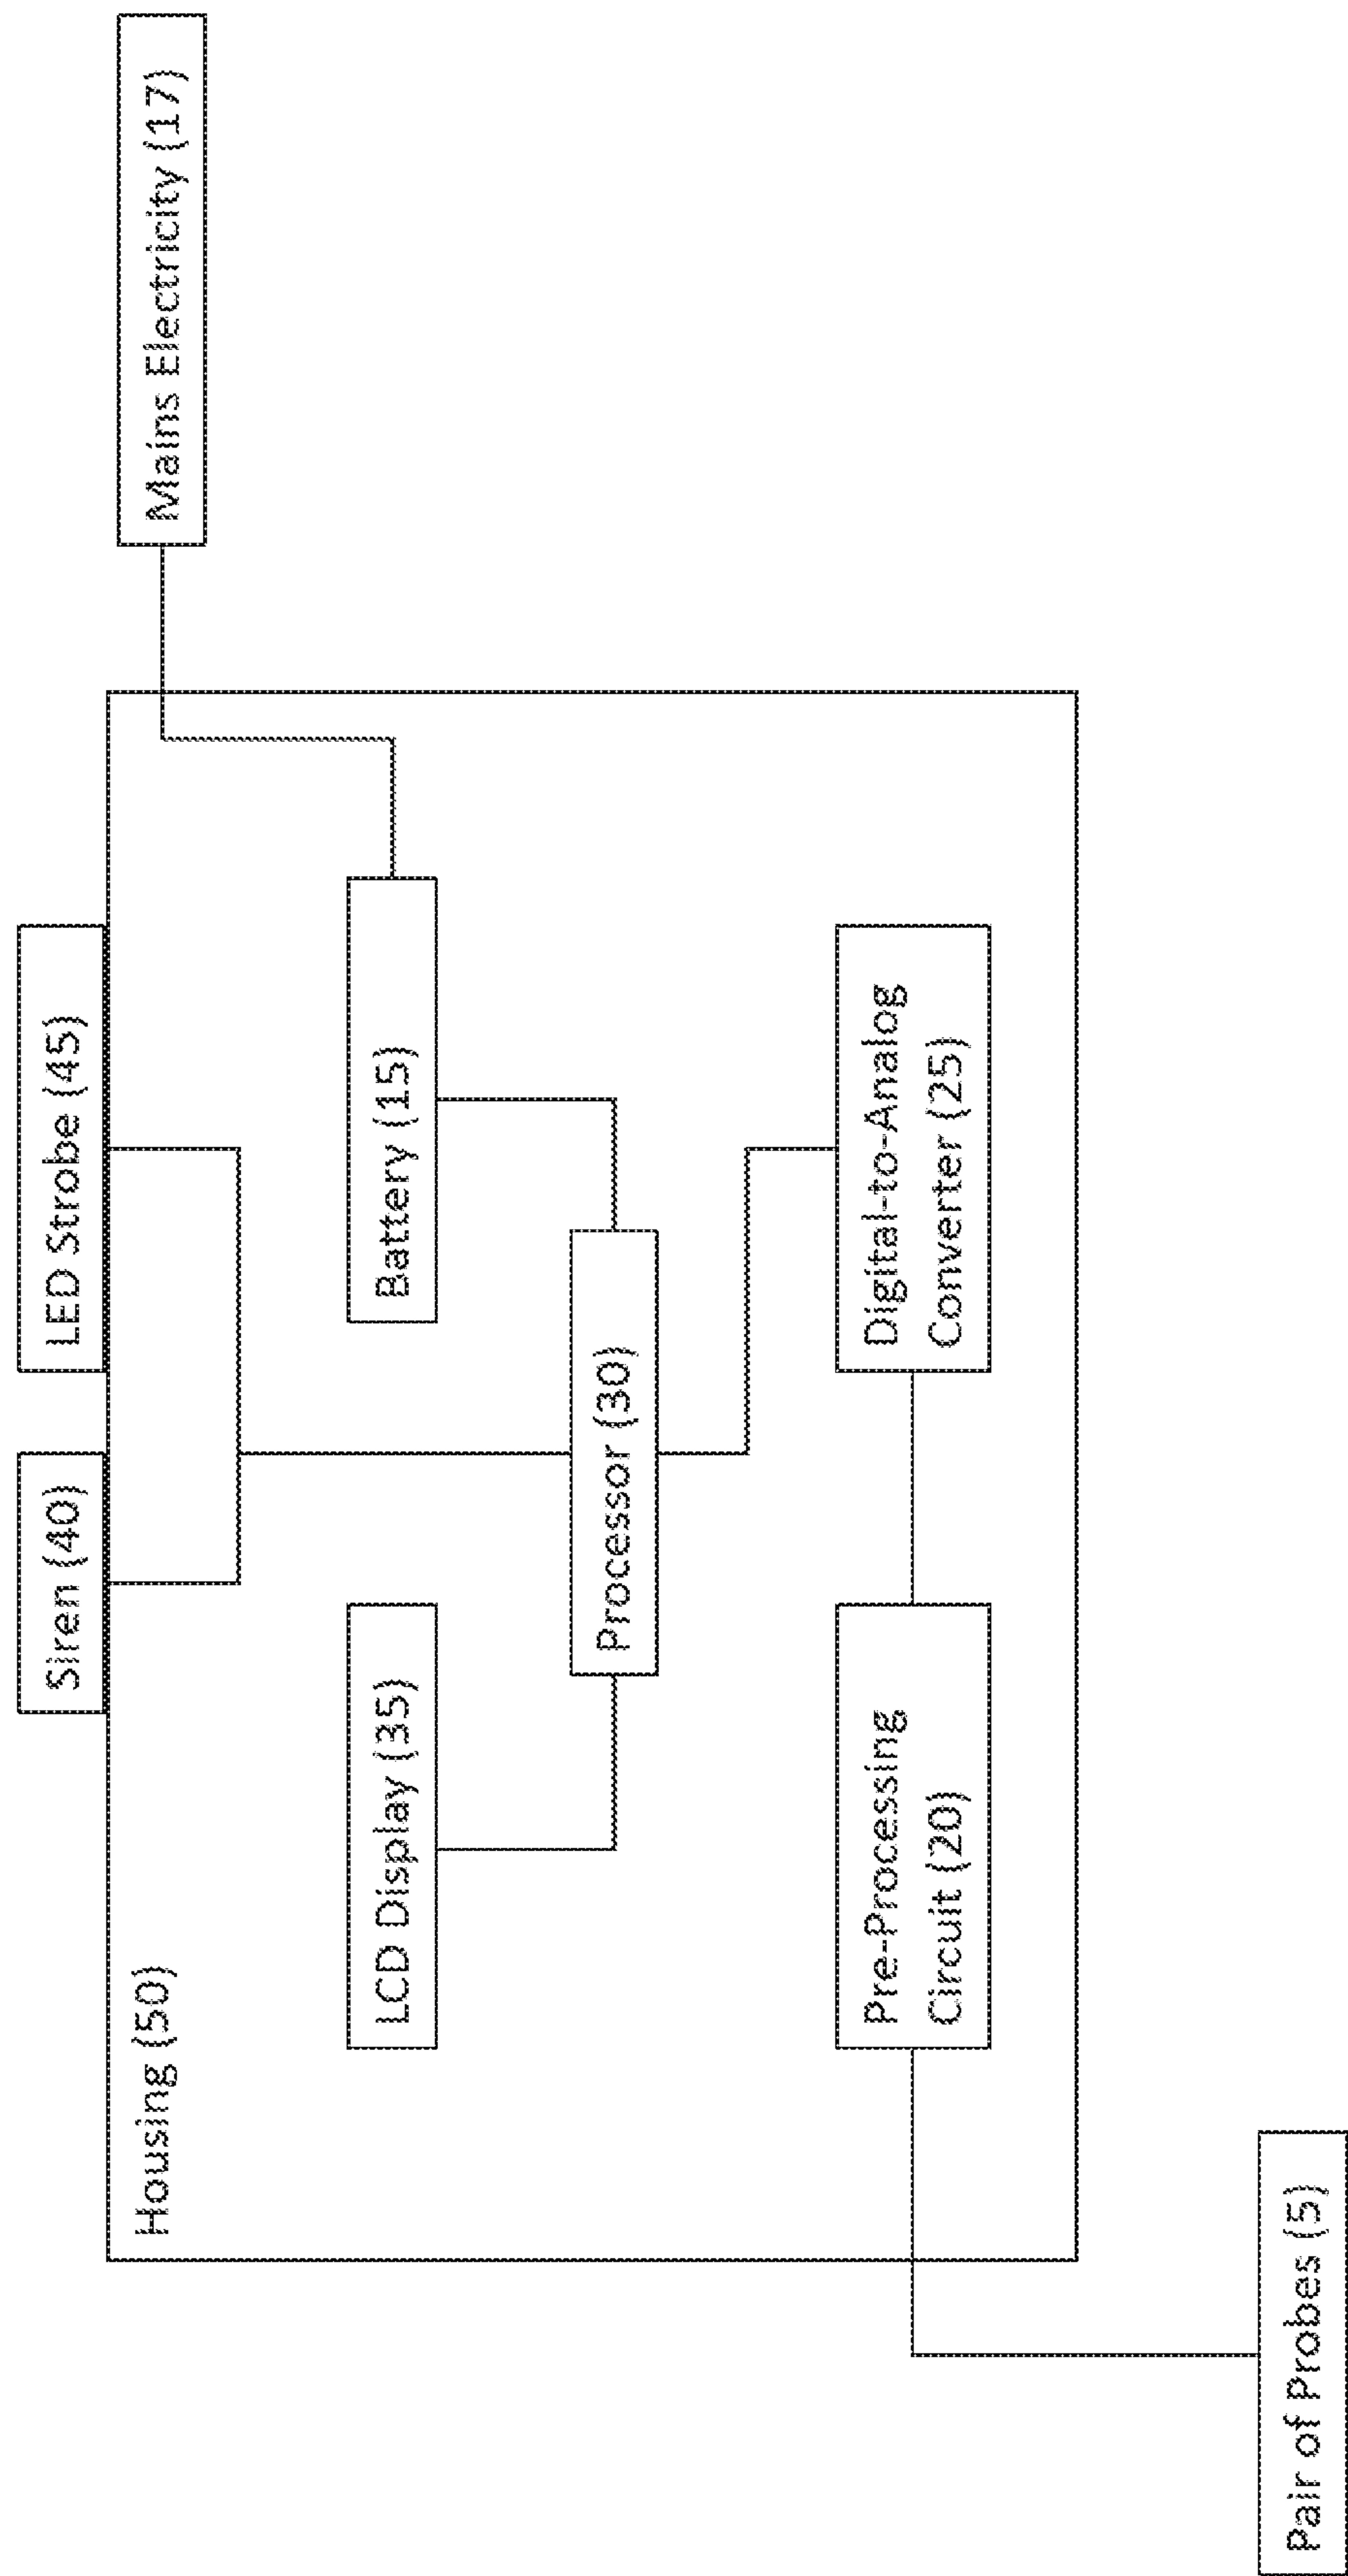 Siren (40)
LED Strobe (45)
Mains Electricity (17)
Housing (50)
LCD Display (35)
Battery (15)
Processor (30)
Pre-Processing
Circuit (20)
Digital-to-Analog
Converter (25)
Pair of Probes (5)